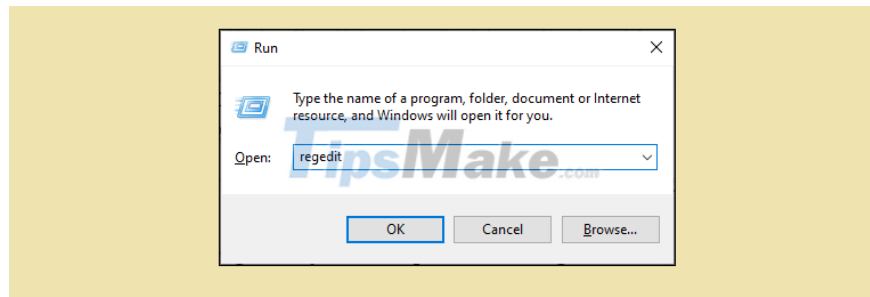 Run
Type the name of a program, folder, document or Internet
resource, and Windows will open it for you.
Open:
regedit
TipsMake.com
OK
Cancel
Browse...